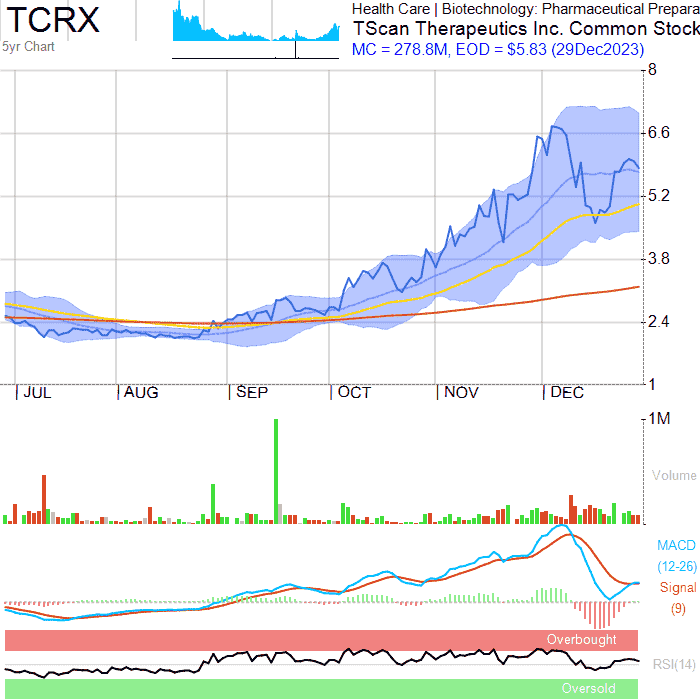 TCRX
5yr Chart
Health Care | Biotechnology: Pharmaceutical Prepara
TScan Therapeutics Inc. Common Stock
MC = 278.8M, EOD = $5.83 (29Dec2023)
8
6.6
5.2
3.8
2.4
1
JUL
AUG
SEP
OCT
NOV
DEC
1M
Volume
MACD
(12-26)
Signal
(9)
Overbought
RSI(14)
Oversold